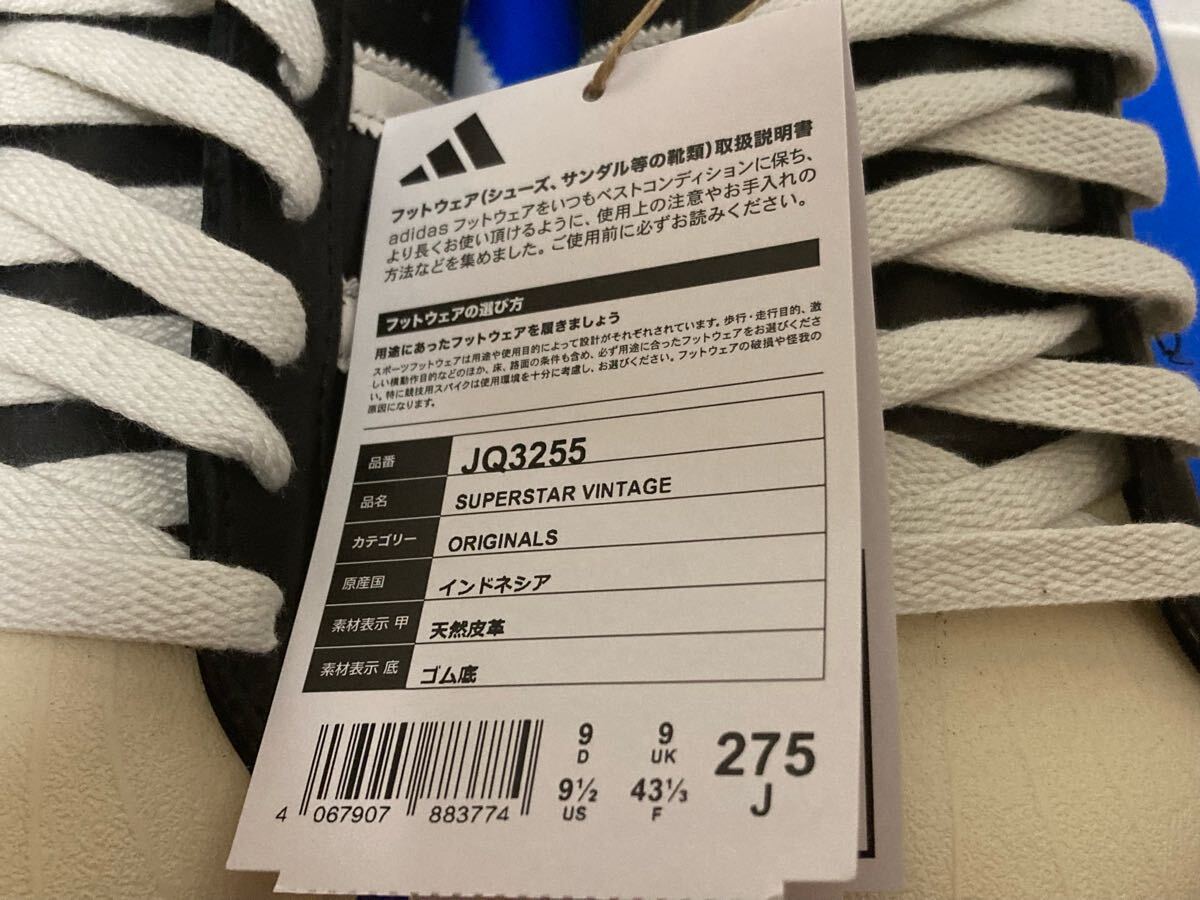 フットウェア(シューズ、サンダル等の靴類)取扱説明書
adidas フットウェアをいつもベストコンディションに保ち、
より長くお使い頂けるように、使用上の注意やお手入れの
方法などを集めました。ご使用前に必ずお読みください。
フットウェアの選び方
用途にあったフットウェアを履きましょう
スポーツフットウェアは用途や使用目的によって設計がそれぞれされています。歩行・走行目的、激
しい横動作目的などのほか、床、路面の条件も含め、必ず用途に合ったフットウェアをお選びくださ
い。特に競技用スパイクは使用環境を十分に考慮し、お選びください。フットウェアの破損や怪我の
原因になります。
品番 JQ3255
品名 SUPERSTAR VINTAGE
カテゴリー ORIGINALS
原産国 インドネシア
素材表示 甲 天然皮革
素材表示 底 ゴム底
9 9 275
D UK J
9½ 43⅓
US F
4 067907 883774